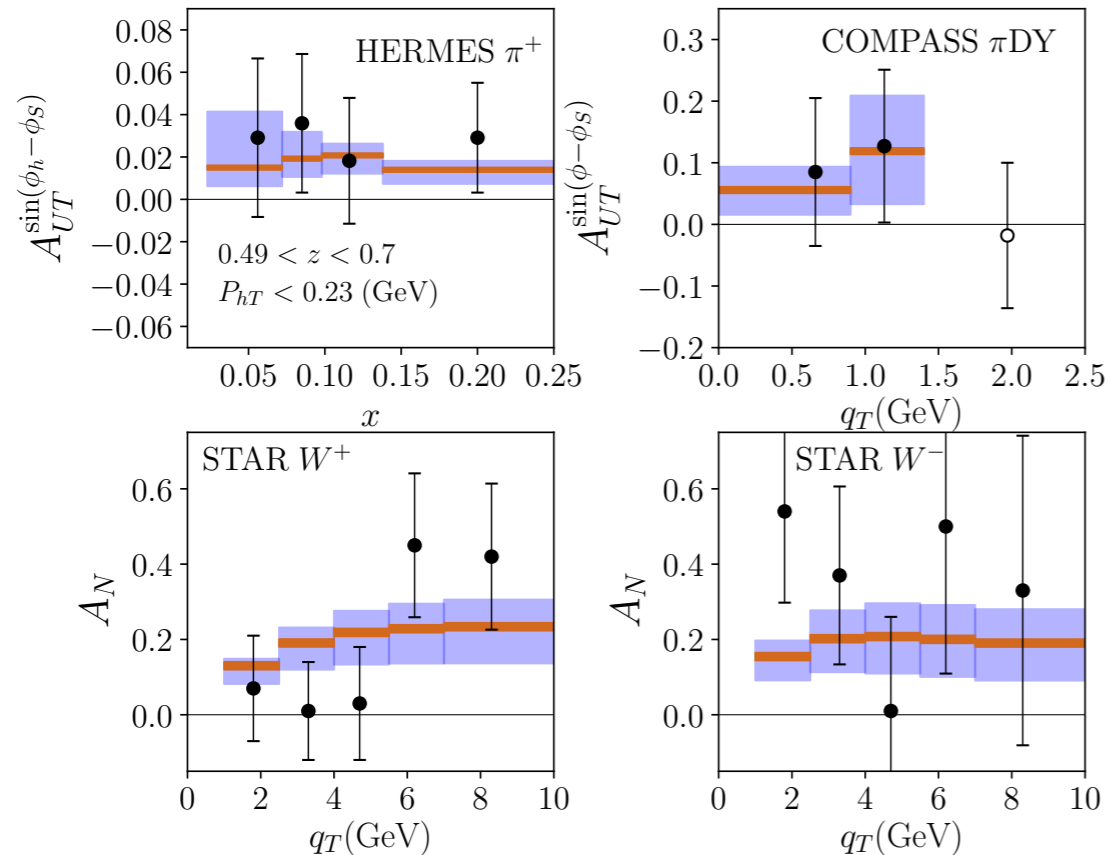 HERMES π⁺
A_{UT}^{sin(φ_h−φ_S)}
0.08
0.06
0.04
0.02
0.00
−0.02
−0.04
−0.06
0.49 < z < 0.7
P_{hT} < 0.23 (GeV)
0.05 0.10 0.15 0.20 0.25
x
COMPASS πDY
A_{UT}^{sin(φ−φ_S)}
0.3
0.2
0.1
0.0
−0.1
−0.2
0.0 0.5 1.0 1.5 2.0 2.5
q_T(GeV)
STAR W⁺
A_N
0.6
0.4
0.2
0.0
0 2 4 6 8 10
q_T(GeV)
STAR W⁻
A_N
0.6
0.4
0.2
0.0
0 2 4 6 8 10
q_T(GeV)